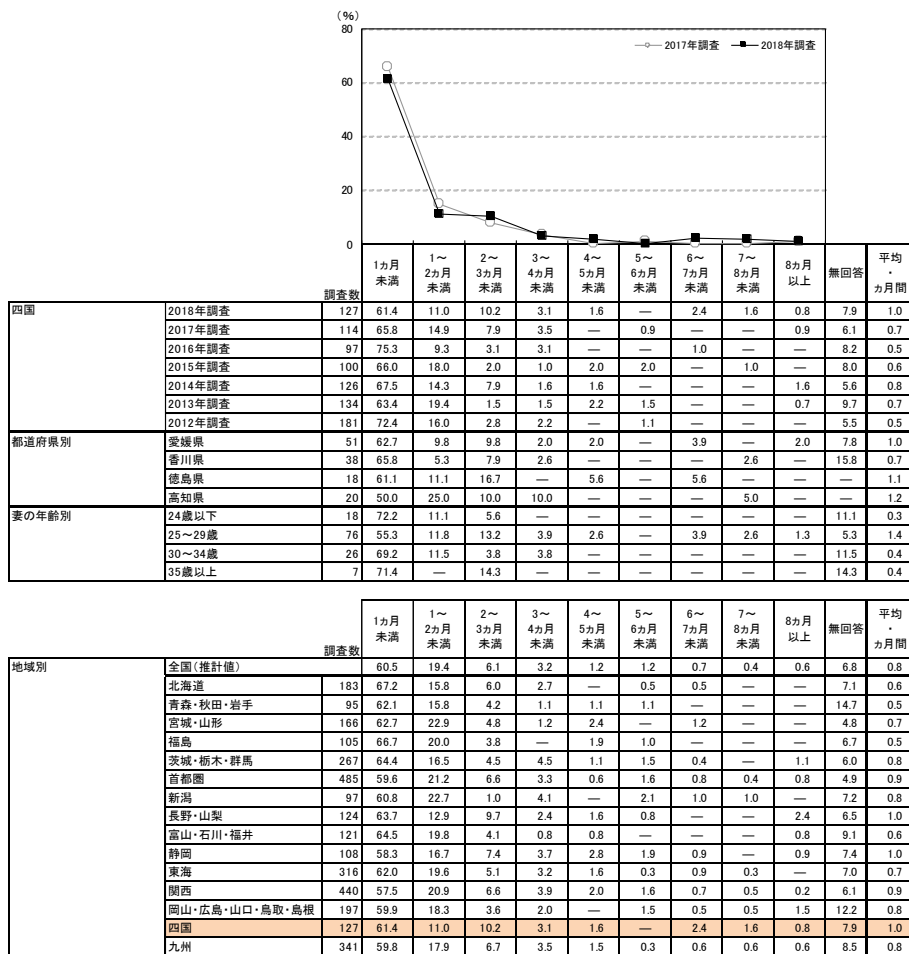 (%)
80
2017年調査 2018年調査
60
40
20
0
調査数 1ヵ月未満 1～2ヵ月未満 2～3ヵ月未満 3～4ヵ月未満 4～5ヵ月未満 5～6ヵ月未満 6～7ヵ月未満 7～8ヵ月未満 8ヵ月以上 無回答 平均・ヵ月間
四国 2018年調査 127 61.4 11.0 10.2 3.1 1.6 — 2.4 1.6 0.8 7.9 1.0
2017年調査 114 65.8 14.9 7.9 3.5 — 0.9 — — 0.9 6.1 0.7
2016年調査 97 75.3 9.3 3.1 3.1 — — 1.0 — — 8.2 0.5
2015年調査 100 66.0 18.0 2.0 1.0 2.0 2.0 — 1.0 — 8.0 0.6
2014年調査 126 67.5 14.3 7.9 1.6 1.6 — — — 1.6 5.6 0.8
2013年調査 134 63.4 19.4 1.5 1.5 2.2 1.5 — — 0.7 9.7 0.7
2012年調査 181 72.4 16.0 2.8 2.2 — 1.1 — — — 5.5 0.5
都道府県別 愛媛県 51 62.7 9.8 9.8 2.0 2.0 — 3.9 — 2.0 7.8 1.0
香川県 38 65.8 5.3 7.9 2.6 — — — 2.6 — 15.8 0.7
徳島県 18 61.1 11.1 16.7 — 5.6 — 5.6 — — — 1.1
高知県 20 50.0 25.0 10.0 10.0 — — — 5.0 — — 1.2
妻の年齢別 24歳以下 18 72.2 11.1 5.6 — — — — — — 11.1 0.3
25～29歳 76 55.3 11.8 13.2 3.9 2.6 — 3.9 2.6 1.3 5.3 1.4
30～34歳 26 69.2 11.5 3.8 3.8 — — — — — 11.5 0.4
35歳以上 7 71.4 — 14.3 — — — — — — 14.3 0.4
調査数 1ヵ月未満 1～2ヵ月未満 2～3ヵ月未満 3～4ヵ月未満 4～5ヵ月未満 5～6ヵ月未満 6～7ヵ月未満 7～8ヵ月未満 8ヵ月以上 無回答 平均・ヵ月間
地域別 全国(推計値) 60.5 19.4 6.1 3.2 1.2 1.2 0.7 0.4 0.6 6.8 0.8
北海道 183 67.2 15.8 6.0 2.7 — 0.5 0.5 — — 7.1 0.6
青森・秋田・岩手 95 62.1 15.8 4.2 1.1 1.1 1.1 — — — 14.7 0.5
宮城・山形 166 62.7 22.9 4.8 1.2 2.4 — 1.2 — — 4.8 0.7
福島 105 66.7 20.0 3.8 — 1.9 1.0 — — — 6.7 0.5
茨城・栃木・群馬 267 64.4 16.5 4.5 4.5 1.1 1.5 0.4 — 1.1 6.0 0.8
首都圏 485 59.6 21.2 6.6 3.3 0.6 1.6 0.8 0.4 0.8 4.9 0.9
新潟 97 60.8 22.7 1.0 4.1 — 2.1 1.0 1.0 — 7.2 0.8
長野・山梨 124 63.7 12.9 9.7 2.4 1.6 0.8 — — 2.4 6.5 1.0
富山・石川・福井 121 64.5 19.8 4.1 0.8 0.8 — — — 0.8 9.1 0.6
静岡 108 58.3 16.7 7.4 3.7 2.8 1.9 0.9 — 0.9 7.4 1.0
東海 316 62.0 19.6 5.1 3.2 1.6 0.3 0.9 0.3 — 7.0 0.7
関西 440 57.5 20.9 6.6 3.9 2.0 1.6 0.7 0.5 0.2 6.1 0.9
岡山・広島・山口・鳥取・島根 197 59.9 18.3 3.6 2.0 — 1.5 0.5 0.5 1.5 12.2 0.8
四国 127 61.4 11.0 10.2 3.1 1.6 — 2.4 1.6 0.8 7.9 1.0
九州 341 59.8 17.9 6.7 3.5 1.5 0.3 0.6 0.6 0.6 8.5 0.8